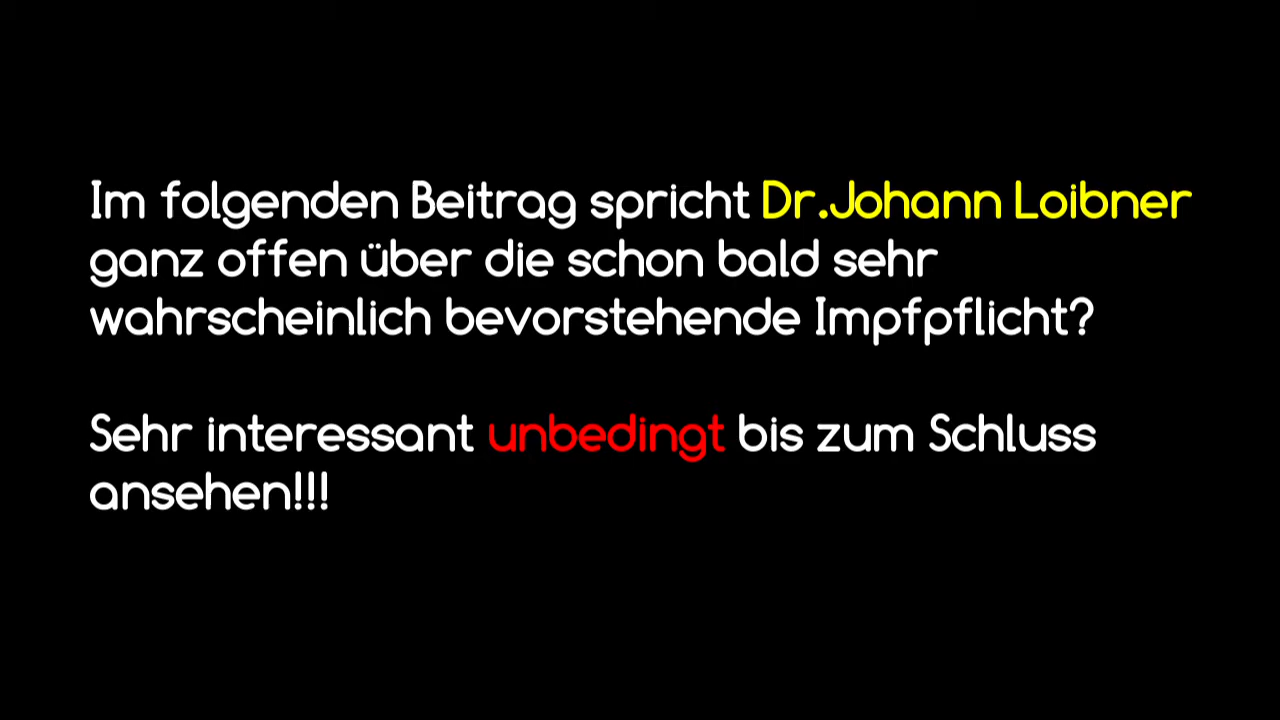 Im folgenden Beitrag spricht Dr.Johann Loibner
ganz offen über die schon bald sehr
wahrscheinlich bevorstehende Impfpflicht?
Sehr interessant unbedingt bis zum Schluss
ansehen!!!